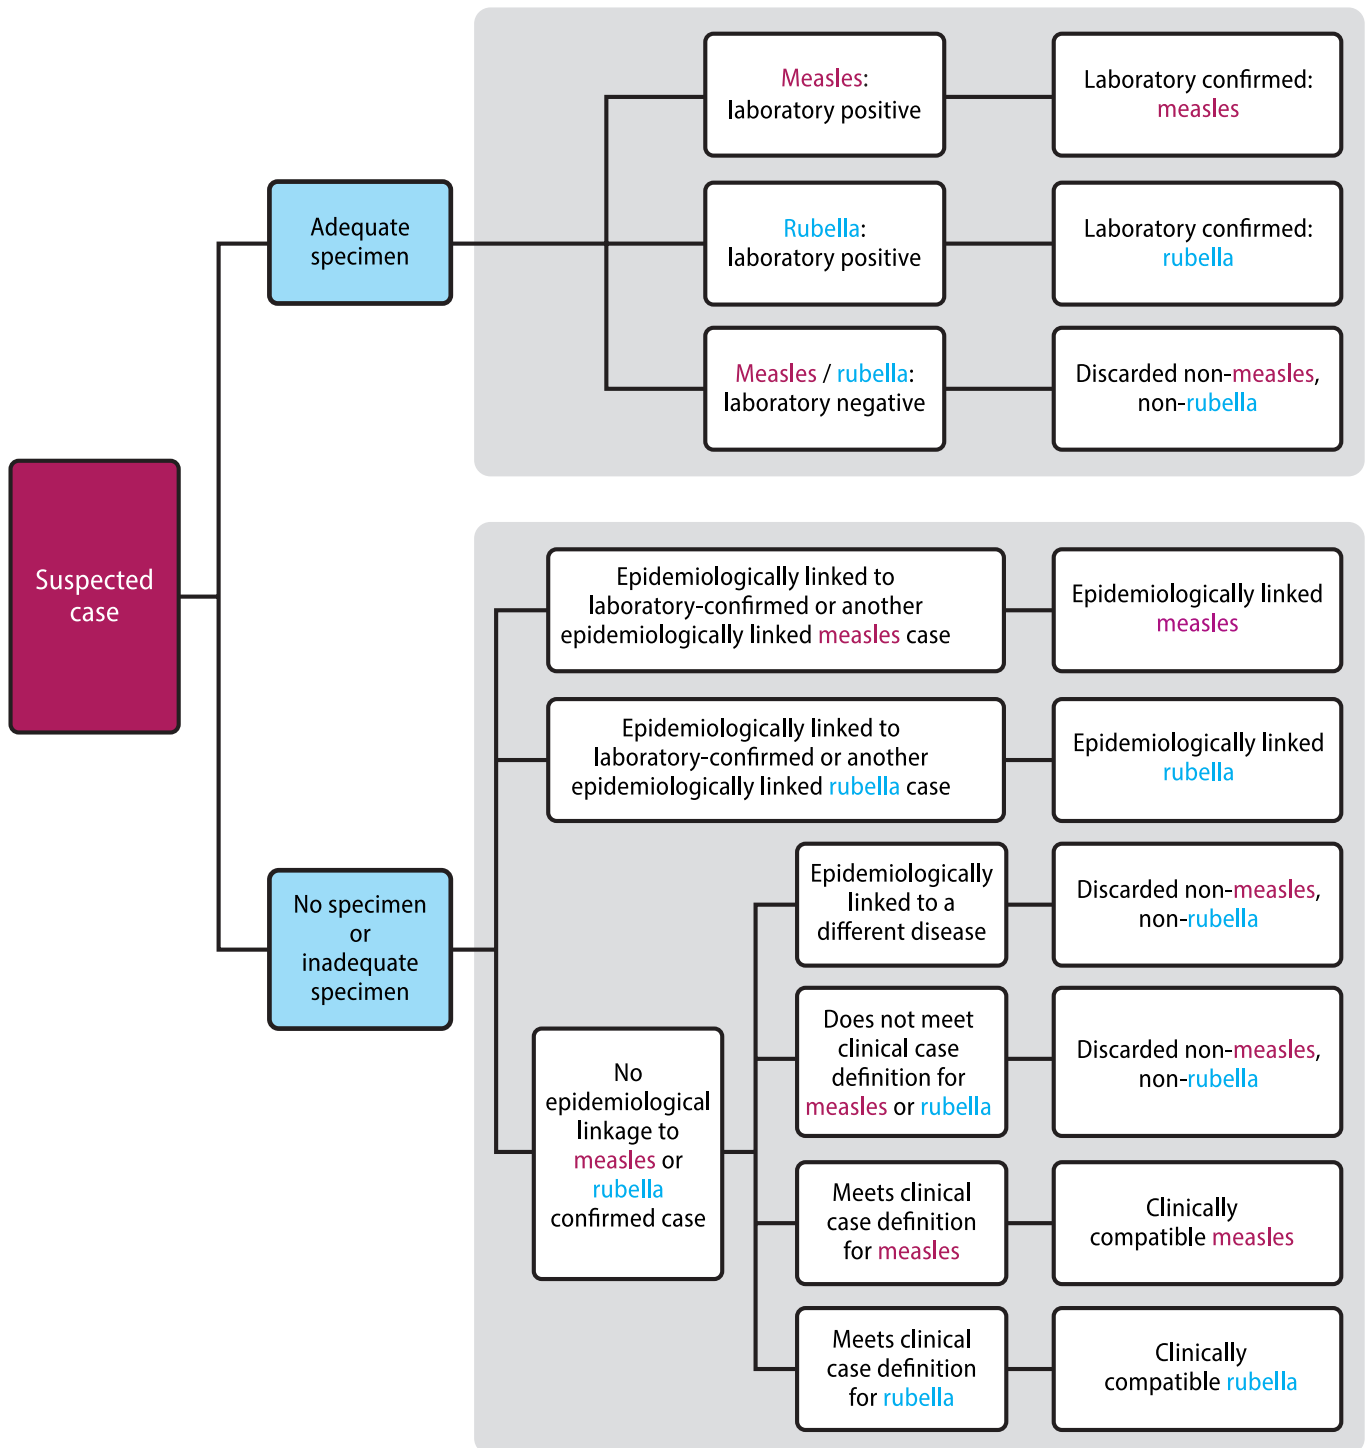 Suspected
case
Adequate
specimen
Measles:
laboratory positive
Laboratory confirmed:
measles
Rubella:
laboratory positive
Laboratory confirmed:
rubella
Measles / rubella:
laboratory negative
Discarded non-measles,
non-rubella
No specimen
or
inadequate
specimen
Epidemiologically linked to
laboratory-confirmed or another
epidemiologically linked measles case
Epidemiologically linked
measles
Epidemiologically linked to
laboratory-confirmed or another
epidemiologically linked rubella case
Epidemiologically linked
rubella
No
epidemiological
linkage to
measles or
rubella
confirmed case
Epidemiologically
linked to a
different disease
Discarded non-measles,
non-rubella
Does not meet
clinical case
definition for
measles or rubella
Discarded non-measles,
non-rubella
Meets clinical
case definition
for measles
Clinically
compatible measles
Meets clinical
case definition
for rubella
Clinically
compatible rubella